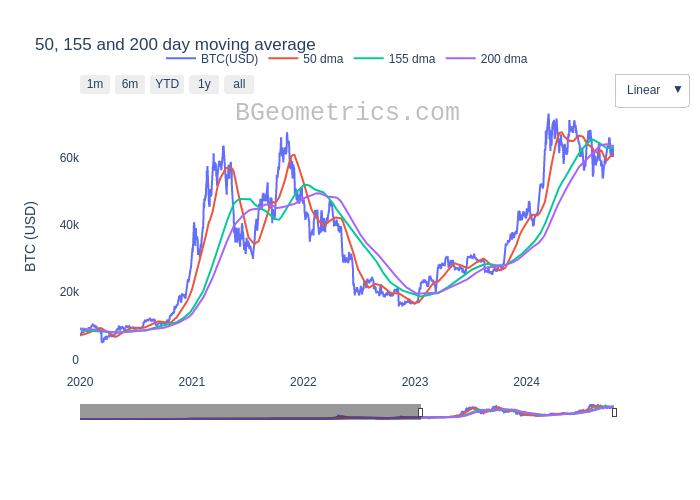 50, 155 and 200 day moving average
BTC(USD) 50 dma 155 dma 200 dma
1m 6m YTD 1y all
Linear ▼
BGeometrics.com
60k
40k
20k
0
BTC (USD)
2020 2021 2022 2023 2024